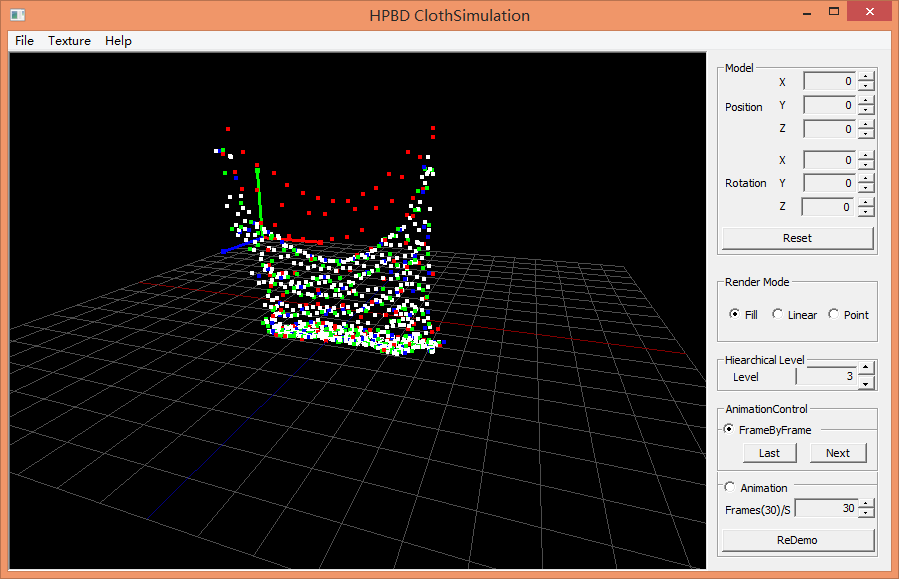 HPBD ClothSimulation
File Texture Help
Model
X 0
Position Y 0
Z 0
X 0
Rotation Y 0
Z 0
Reset
Render Mode
Fill Linear Point
Hiearchical Level
Level 3
AnimationControl
FrameByFrame
Last Next
Animation
Frames(30)/S 30
ReDemo